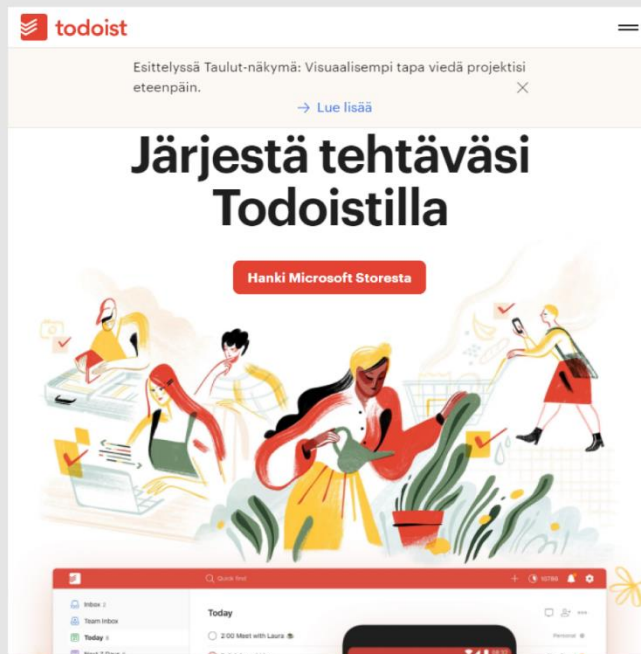 todoist
Esittelyssä Taulut-näkymä: Visuaalisempi tapa viedä projektisi
eteenpäin.
→ Lue lisää
Järjestä tehtäväsi
Todoistilla
Hanki Microsoft Storesta
Quick find
Inbox 2
Team Inbox
Today
Today
2:00 Meet with Laura
Personal